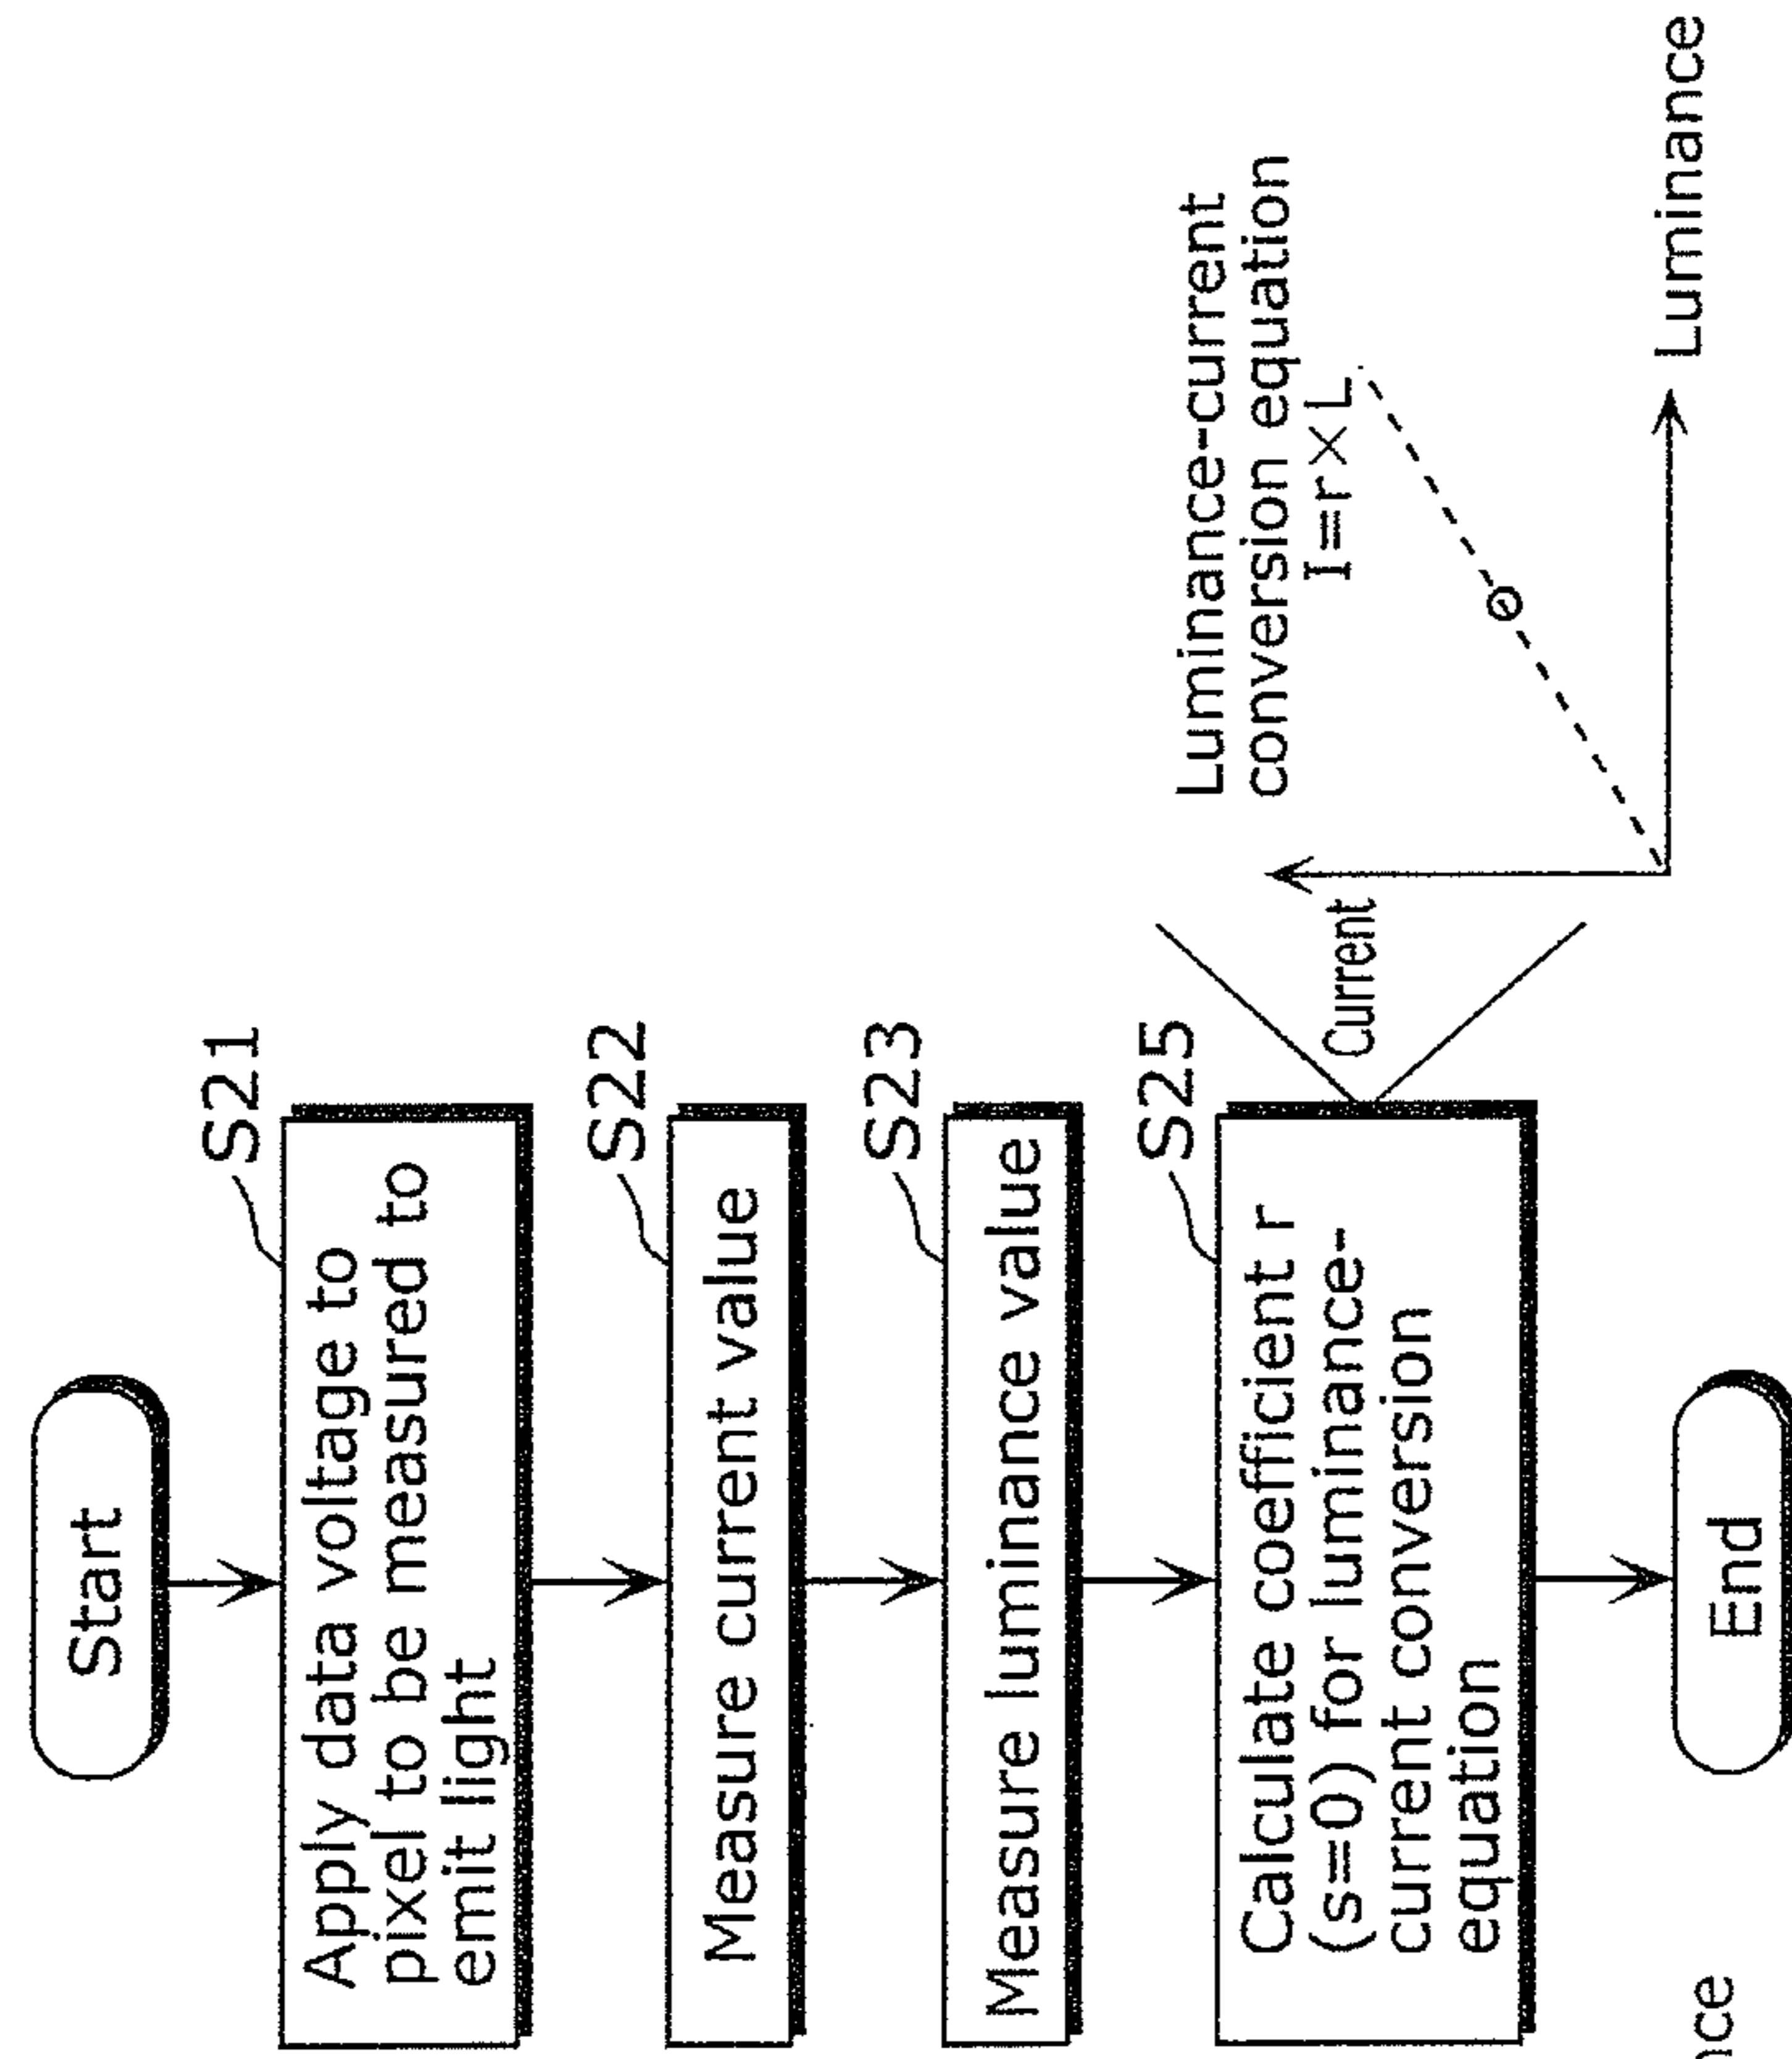 Start
S21
Apply data voltage to
pixel to be measured to
emit light
S22
Measure current value
S23
Measure luminance value
S25
Calculate coefficient r
(s=0) for luminance-
current conversion
equation
End
Luminance-current
conversion equation
I=r×L
Current
Luminance